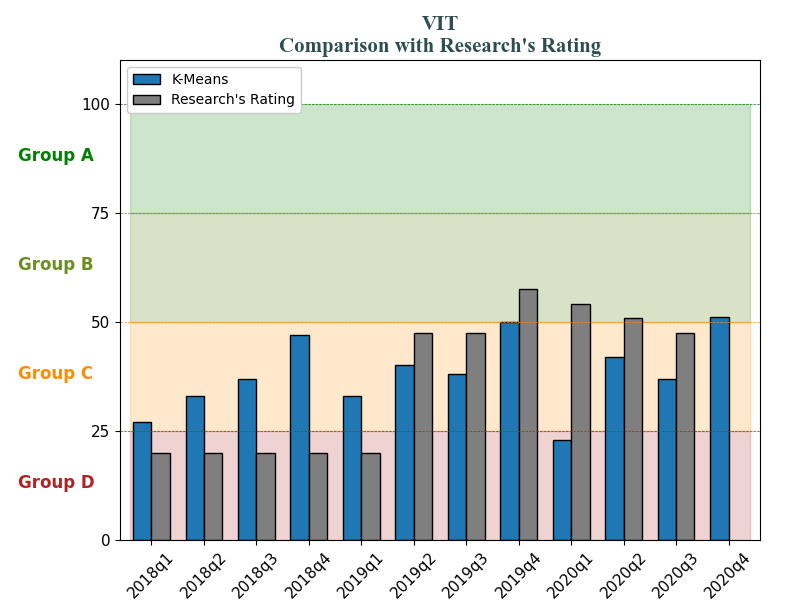 VIT
Comparison with Research's Rating
K-Means
Research's Rating
100
Group A
75
Group B
50
Group C
25
Group D
0
2018q1
2018q2
2018q3
2018q4
2019q1
2019q2
2019q3
2019q4
2020q1
2020q2
2020q3
2020q4